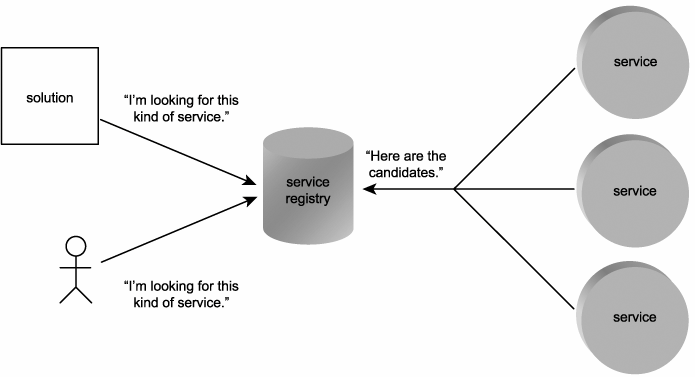 solution
“I’m looking for this
kind of service.”
service
registry
“Here are the
candidates.”
service
service
service
“I’m looking for this
kind of service.”